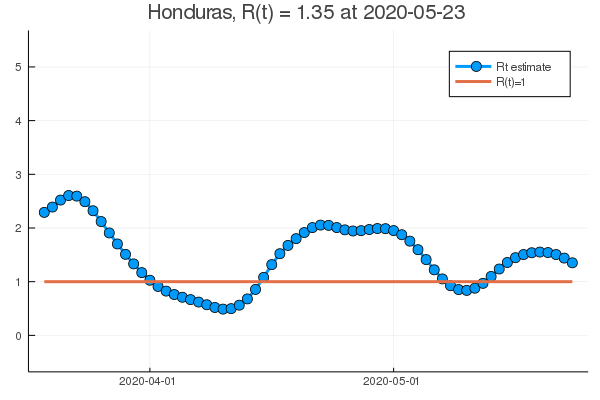 Honduras, R(t) = 1.35 at 2020-05-23
Rt estimate
R(t)=1
5
4
3
2
1
0
2020-04-01
2020-05-01